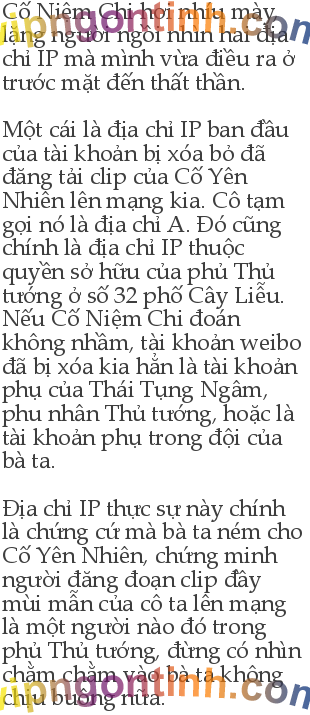 Cố Niệm Chi hơi nhíu mày,
lẳng người ngồi nhìn hai địa
chỉ IP mà mình vừa điều ra ở
trước mặt đến thất thần.
Một cái là địa chỉ IP ban đầu
của tài khoản bị xóa bỏ đã
đăng tải clip của Cố Yên
Nhiên lên mạng kia. Cô tạm
gọi nó là địa chỉ A. Đó cũng
chính là địa chỉ IP thuộc
quyền sở hữu của phủ Thủ
tướng ở số 32 phố Cây Liễu.
Nếu Cố Niệm Chi đoán
không nhầm, tài khoản weibo
đã bị xóa kia hẳn là tài khoản
phụ của Thái Tụng Ngâm,
phu nhân Thủ tướng, hoặc là
tài khoản phụ trong đội của
bà ta.
Địa chỉ IP thực sự này chính
là chứng cứ mà bà ta ném cho
Cố Yên Nhiên, chứng minh
người đăng đoạn clip đầy
mùi mẫn của cô ta lên mạng
là một người nào đó trong
phủ Thủ tướng, đừng có nhìn
chằm chằm vào bà ta không
chịu buông nữa.
vipngontinh.com
vipngontinh.com